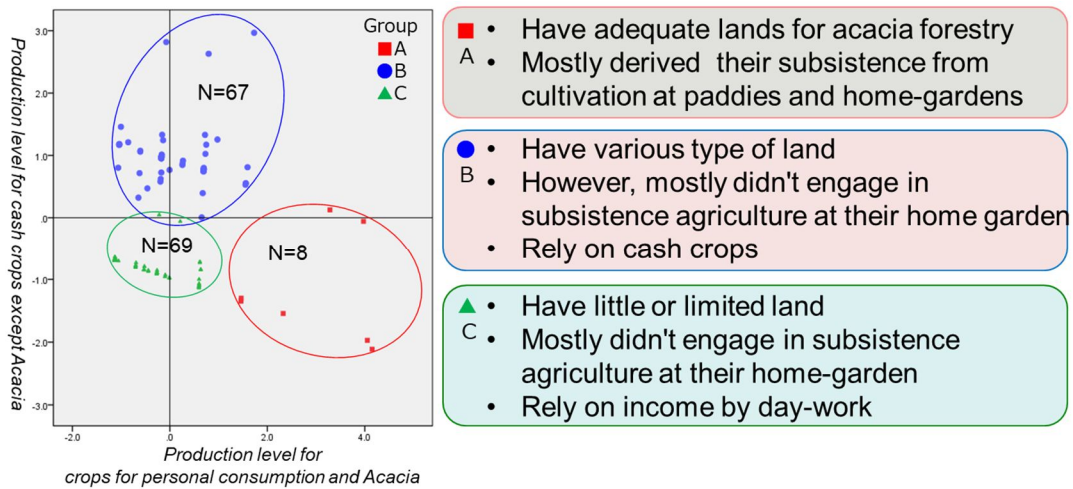 Production level for cash crops except Acacia
3.0
2.0
1.0
.0
-1.0
-2.0
-3.0
-2.0
.0
2.0
4.0
Production level for
crops for personal consumption and Acacia
Group
A
B
C
N=67
N=69
N=8
A
• Have adequate lands for acacia forestry
• Mostly derived their subsistence from
cultivation at paddies and home-gardens
B
• Have various type of land
• However, mostly didn't engage in
subsistence agriculture at their home garden
• Rely on cash crops
C
• Have little or limited land
• Mostly didn't engage in subsistence
agriculture at their home-garden
• Rely on income by day-work